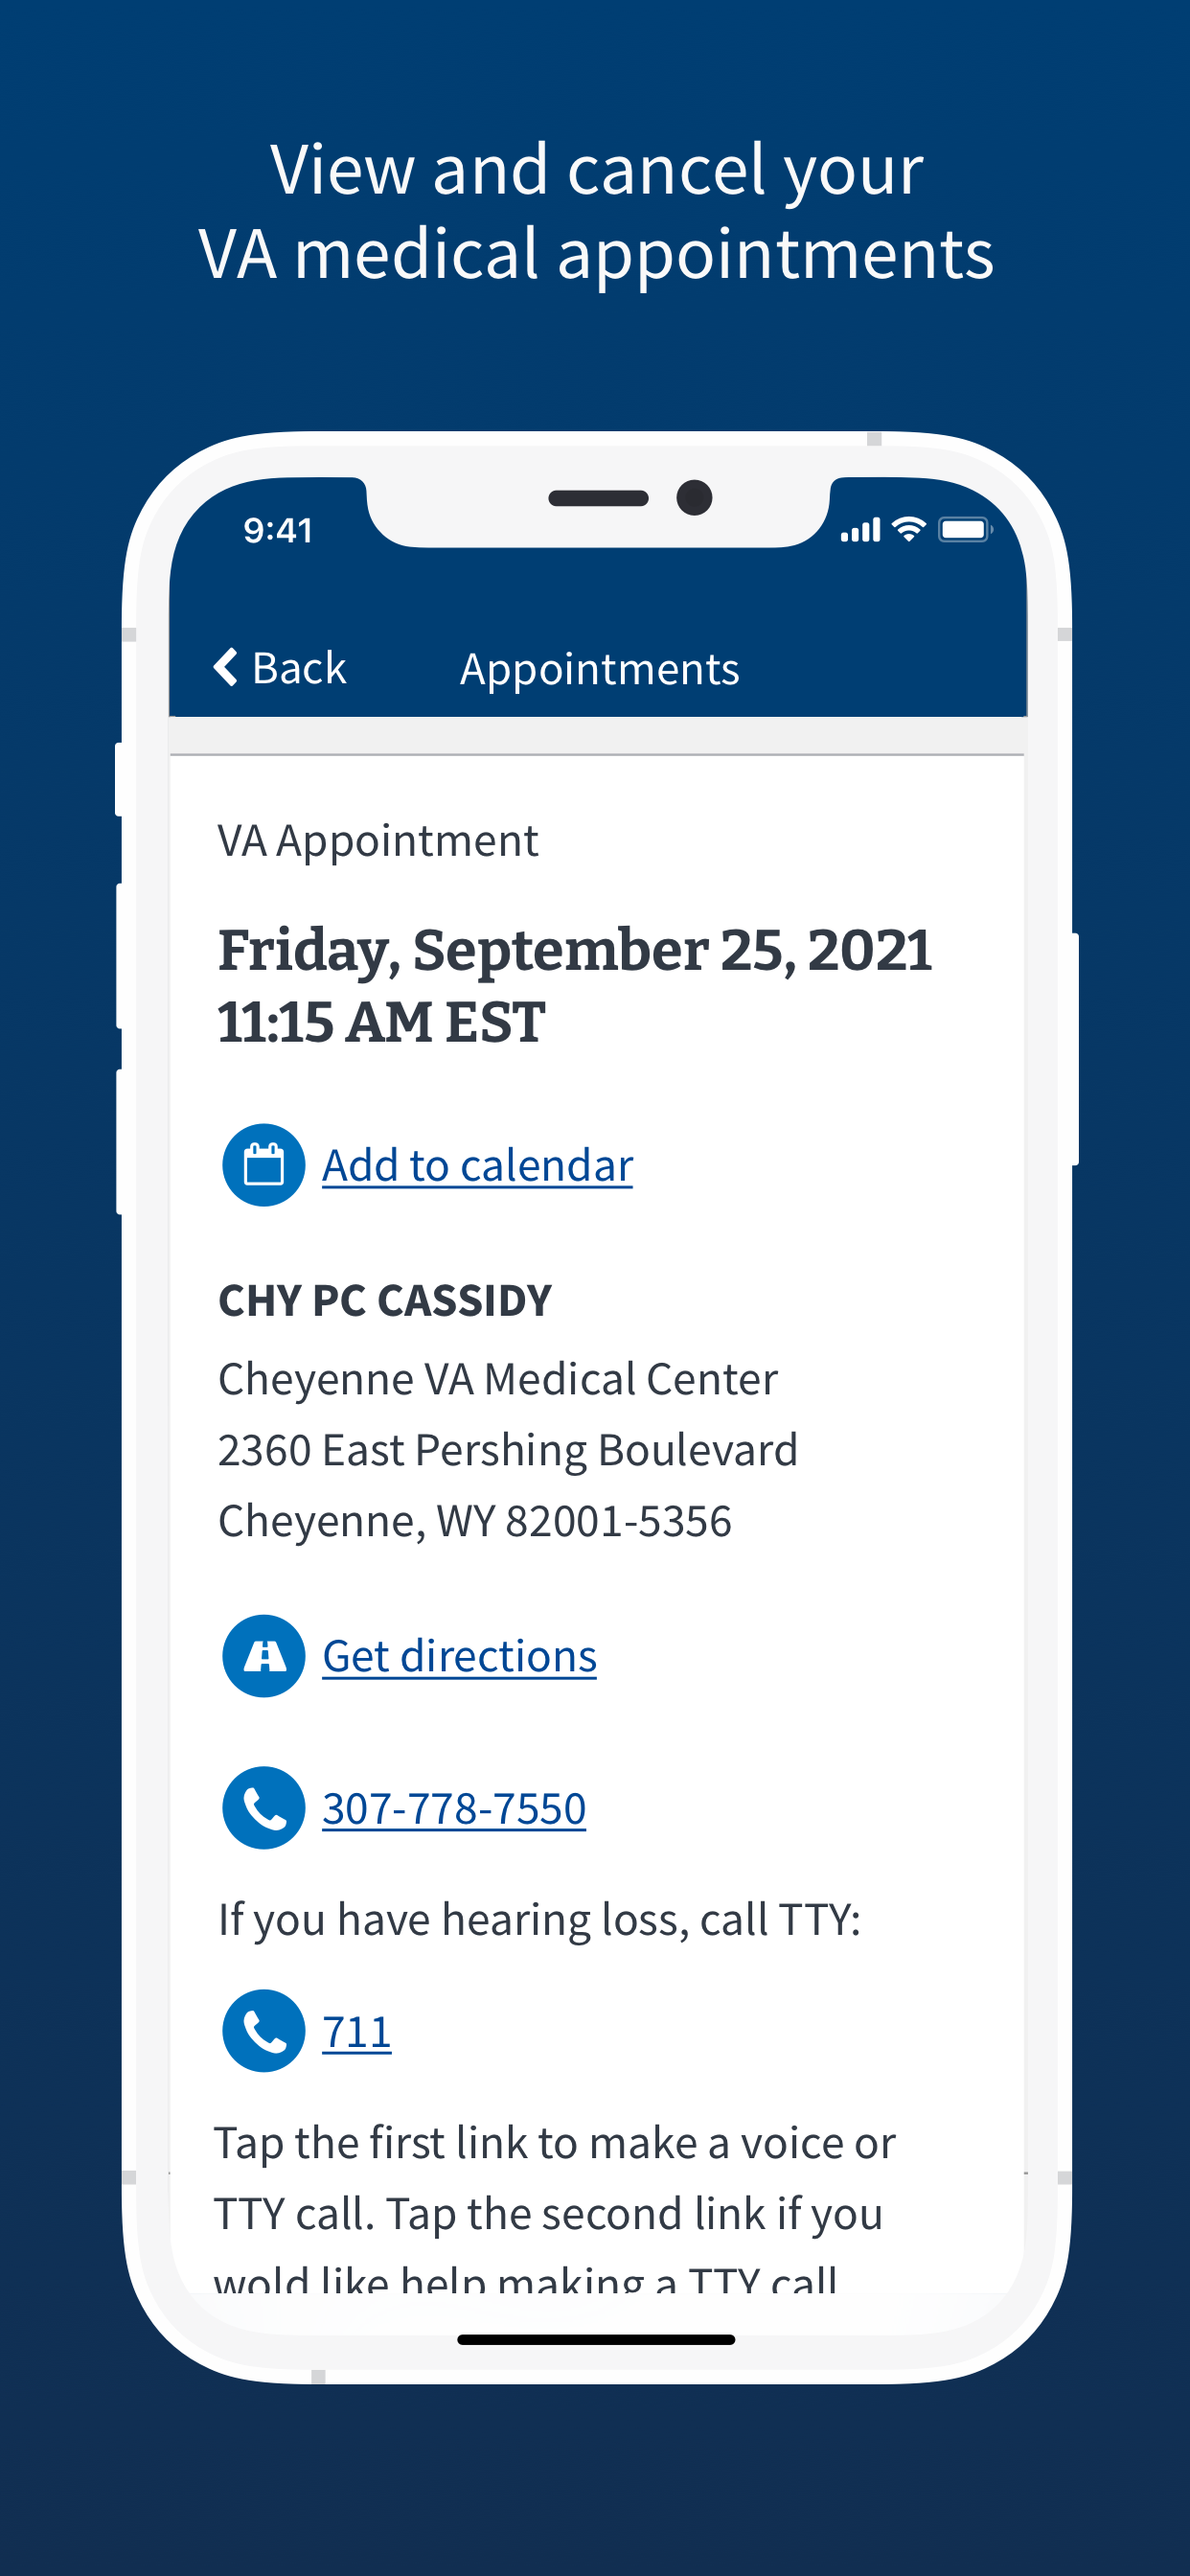 View and cancel your
VA medical appointments
9:41
Back
Appointments
VA Appointment
Friday, September 25, 2021
11:15 AM EST
Add to calendar
CHY PC CASSIDY
Cheyenne VA Medical Center
2360 East Pershing Boulevard
Cheyenne, WY 82001-5356
Get directions
307-778-7550
If you have hearing loss, call TTY:
711
Tap the first link to make a voice or
TTY call. Tap the second link if you
wold like help making a TTY call